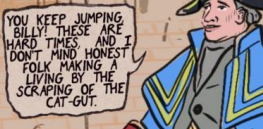 YOU KEEP JUMPING,
BILLY! THESE ARE
HARD TIMES, AND I
DON'T MIND HONEST
FOLK MAKING A
LIVING BY THE
SCRAPING OF THE
CAT-GUT.